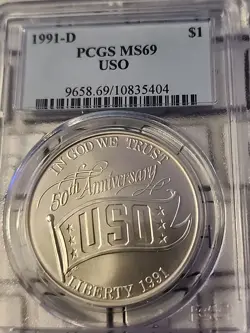 1991-D $1
PCGS MS69
USO
9658.69/10835404
IN GOD WE TRUST
50th Anniversary
USO
LIBERTY 1991